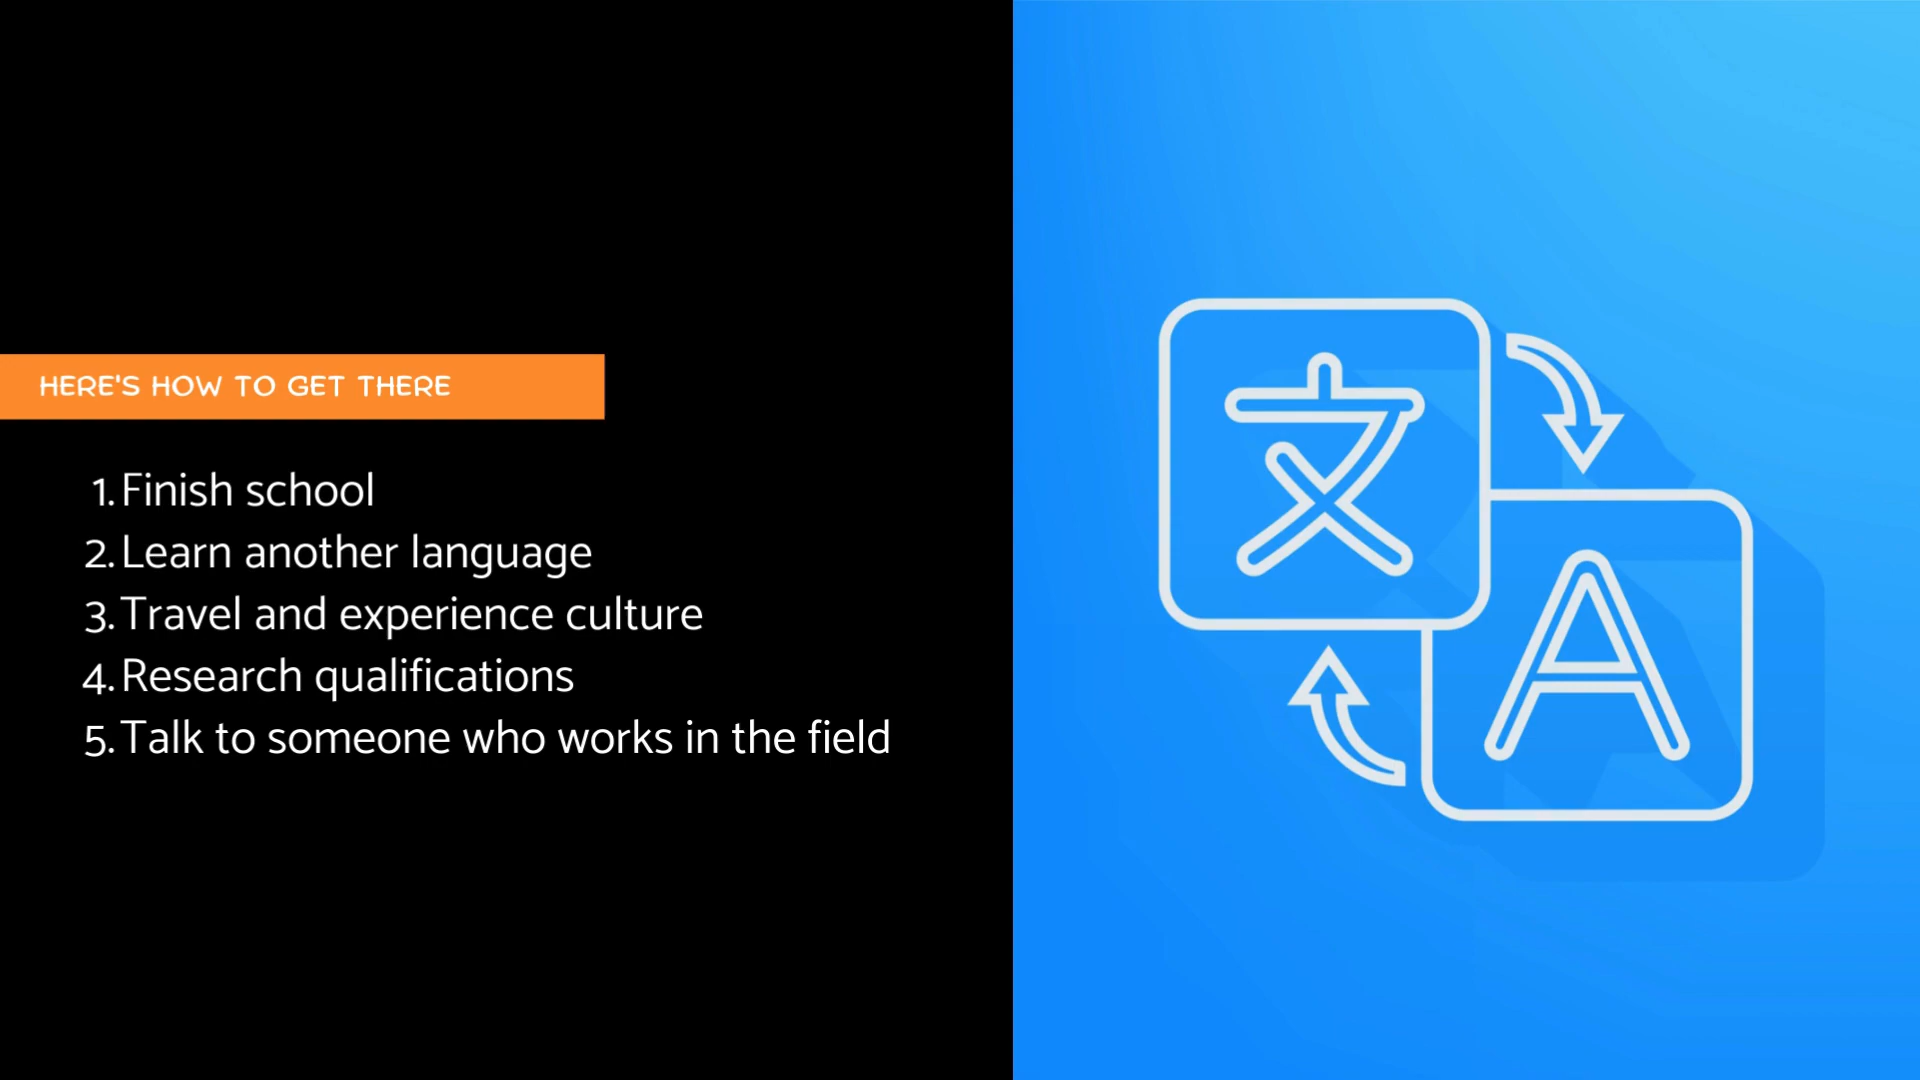 HERE'S HOW TO GET THERE
1. Finish school
2. Learn another language
3. Travel and experience culture
4. Research qualifications
5. Talk to someone who works in the field
文
A